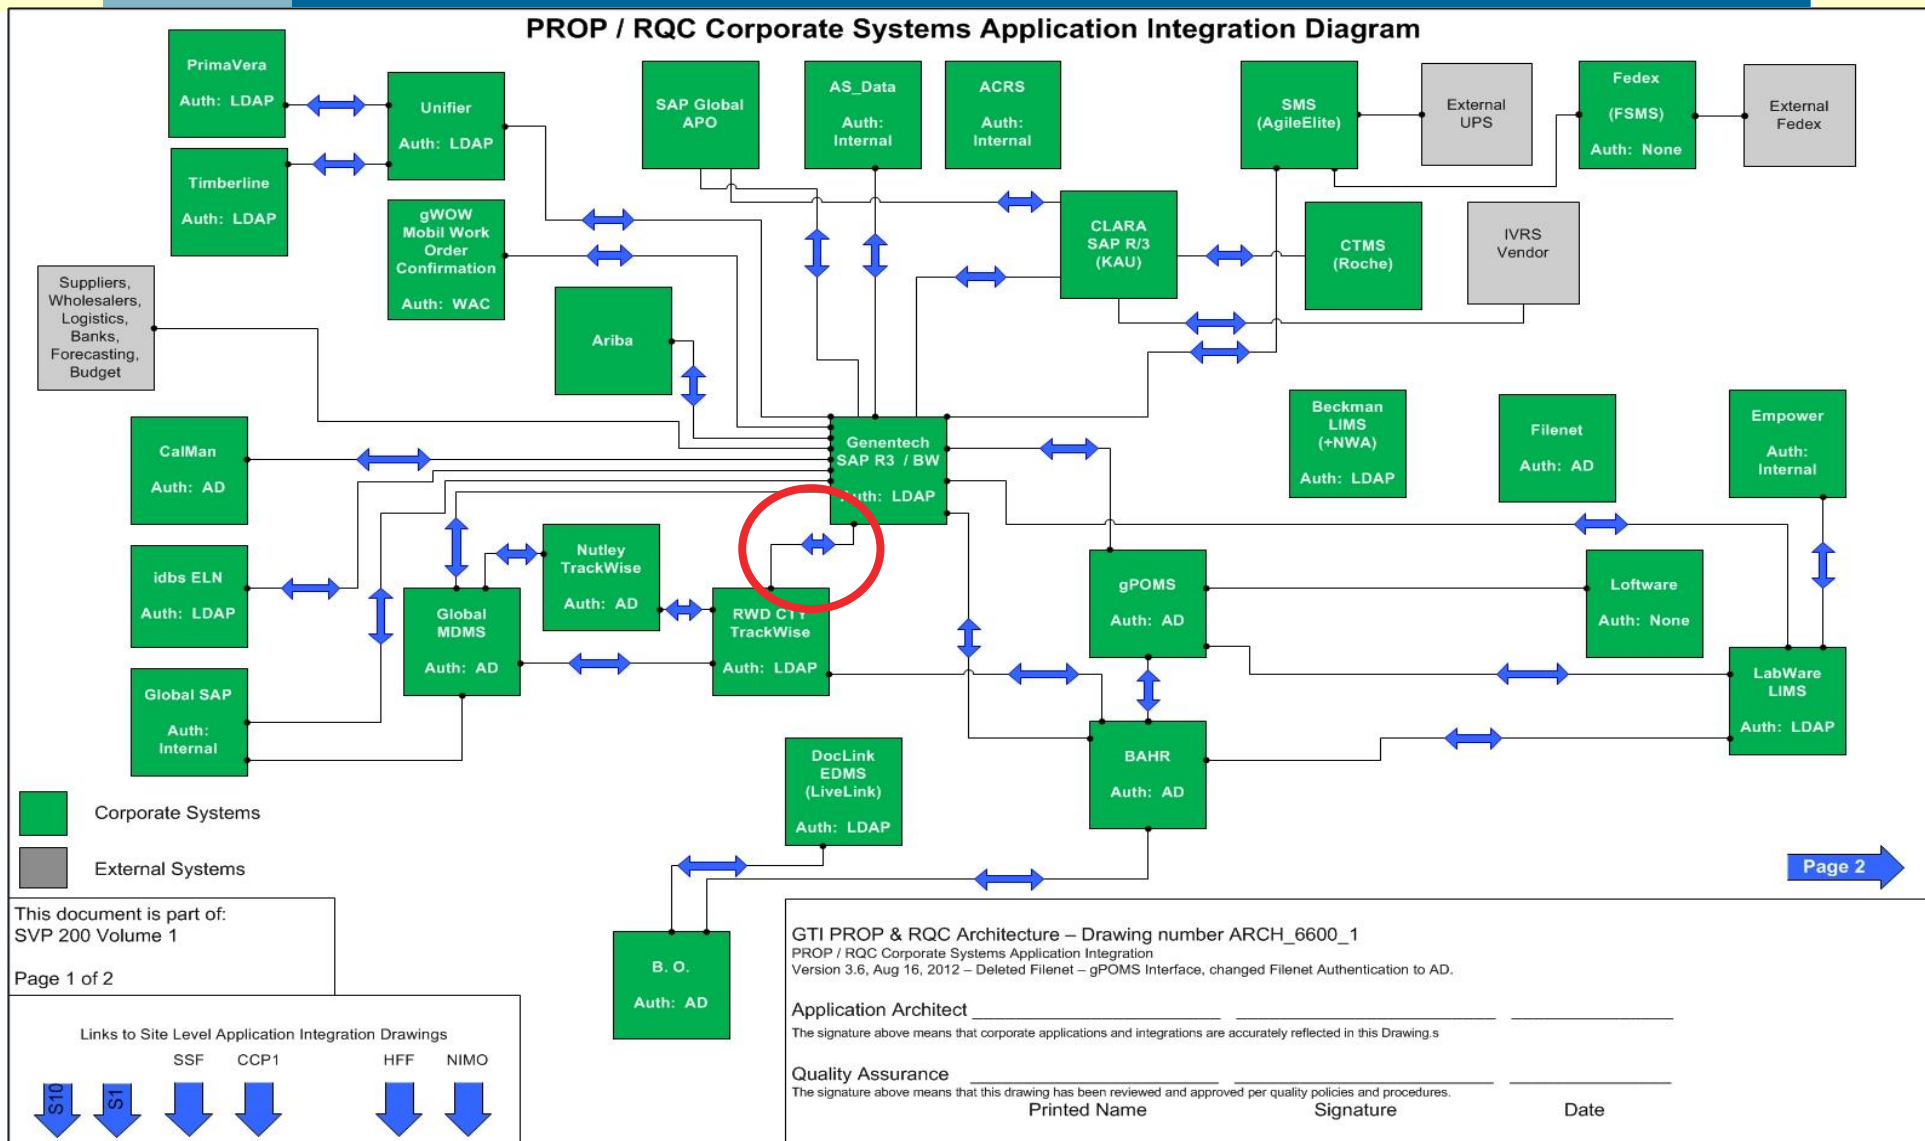 PROP / RQC Corporate Systems Application Integration Diagram
PrimaVera
Auth: LDAP
Unifier
Auth: LDAP
Timberline
Auth: LDAP
gWOW
Mobil Work
Order
Confirmation
Auth: WAC
SAP Global
APO
AS_Data
Auth:
Internal
ACRS
Auth:
Internal
SMS
(AgileElite)
External
UPS
Fedex
(FSMS)
Auth: None
External
Fedex
CLARA
SAP R/3
(KAU)
CTMS
(Roche)
IVRS
Vendor
Suppliers,
Wholesalers,
Logistics,
Banks,
Forecasting,
Budget
Ariba
CalMan
Auth: AD
Genentech
SAP R3 / BW
Auth: LDAP
Beckman
LIMS
(+NWA)
Auth: LDAP
Filenet
Auth: AD
Empower
Auth:
Internal
idbs ELN
Auth: LDAP
Nutley
TrackWise
Auth: AD
Global
MDMS
Auth: AD
RWD CTY
TrackWise
Auth: LDAP
gPOMS
Auth: AD
Loftware
Auth: None
Global SAP
Auth:
Internal
LabWare
LIMS
Auth: LDAP
DocLink
EDMS
(LiveLink)
Auth: LDAP
BAHR
Auth: AD
Corporate Systems
External Systems
Page 2
B. O.
Auth: AD
This document is part of:
SVP 200 Volume 1
Page 1 of 2
Links to Site Level Application Integration Drawings
SSF CCP1 HFF NIMO
S10 S1
GTI PROP & RQC Architecture – Drawing number ARCH_6600_1
PROP / RQC Corporate Systems Application Integration
Version 3.6, Aug 16, 2012 – Deleted Filenet – gPOMS Interface, changed Filenet Authentication to AD.
Application Architect
The signature above means that corporate applications and integrations are accurately reflected in this Drawing.s
Quality Assurance
The signature above means that this drawing has been reviewed and approved per quality policies and procedures.
Printed Name Signature Date